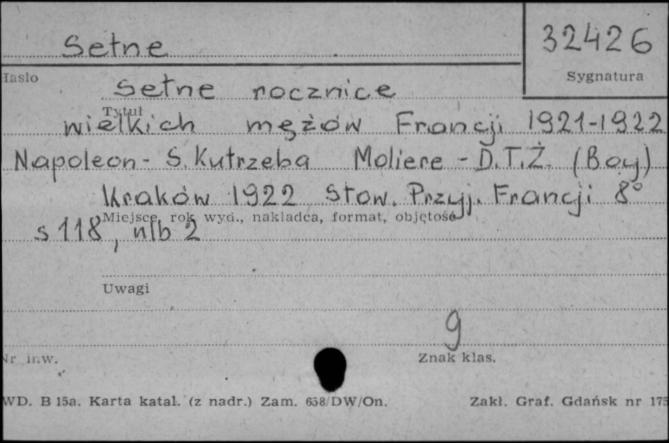 Setne
32426
Hasło
Sygnatura
Setne rocznice
Tytuł
wielkich mężów Francji 1921-1922
Napoleon - S. Kutrzeba Moliere - D.T.Ż. (Boy)
Kraków 1922 Stow. Przyj. Francji 8°
Miejsce, rok wyd., nakładca, format, objętość
s 118, nlb 2
Uwagi
9
Nr inw.
Znak klas.
WD. B 15a. Karta katal. (z nadr.) Zam. 658/DW/On.
Zakł. Graf. Gdańsk nr 175